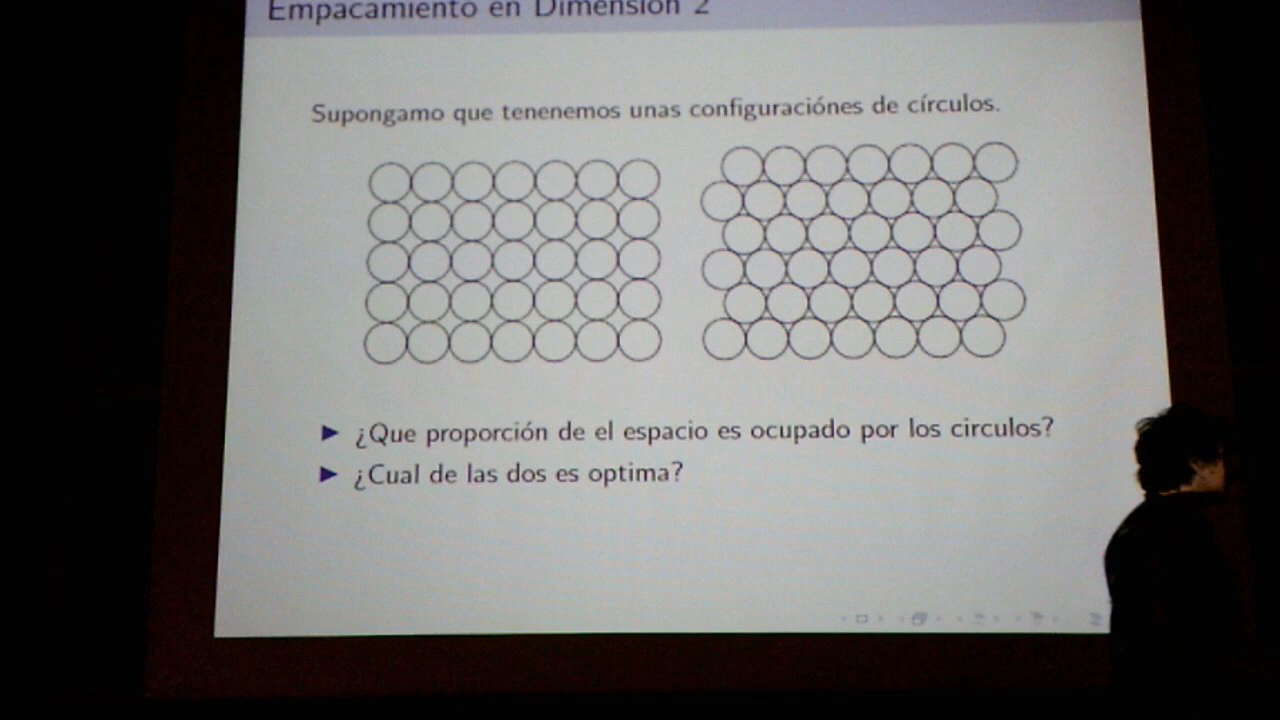 Empacamiento en Dimensión 2
Supongamo que tenenemos unas configuraciónes de círculos.
¿Que proporción de el espacio es ocupado por los circulos?
¿Cual de las dos es optima?